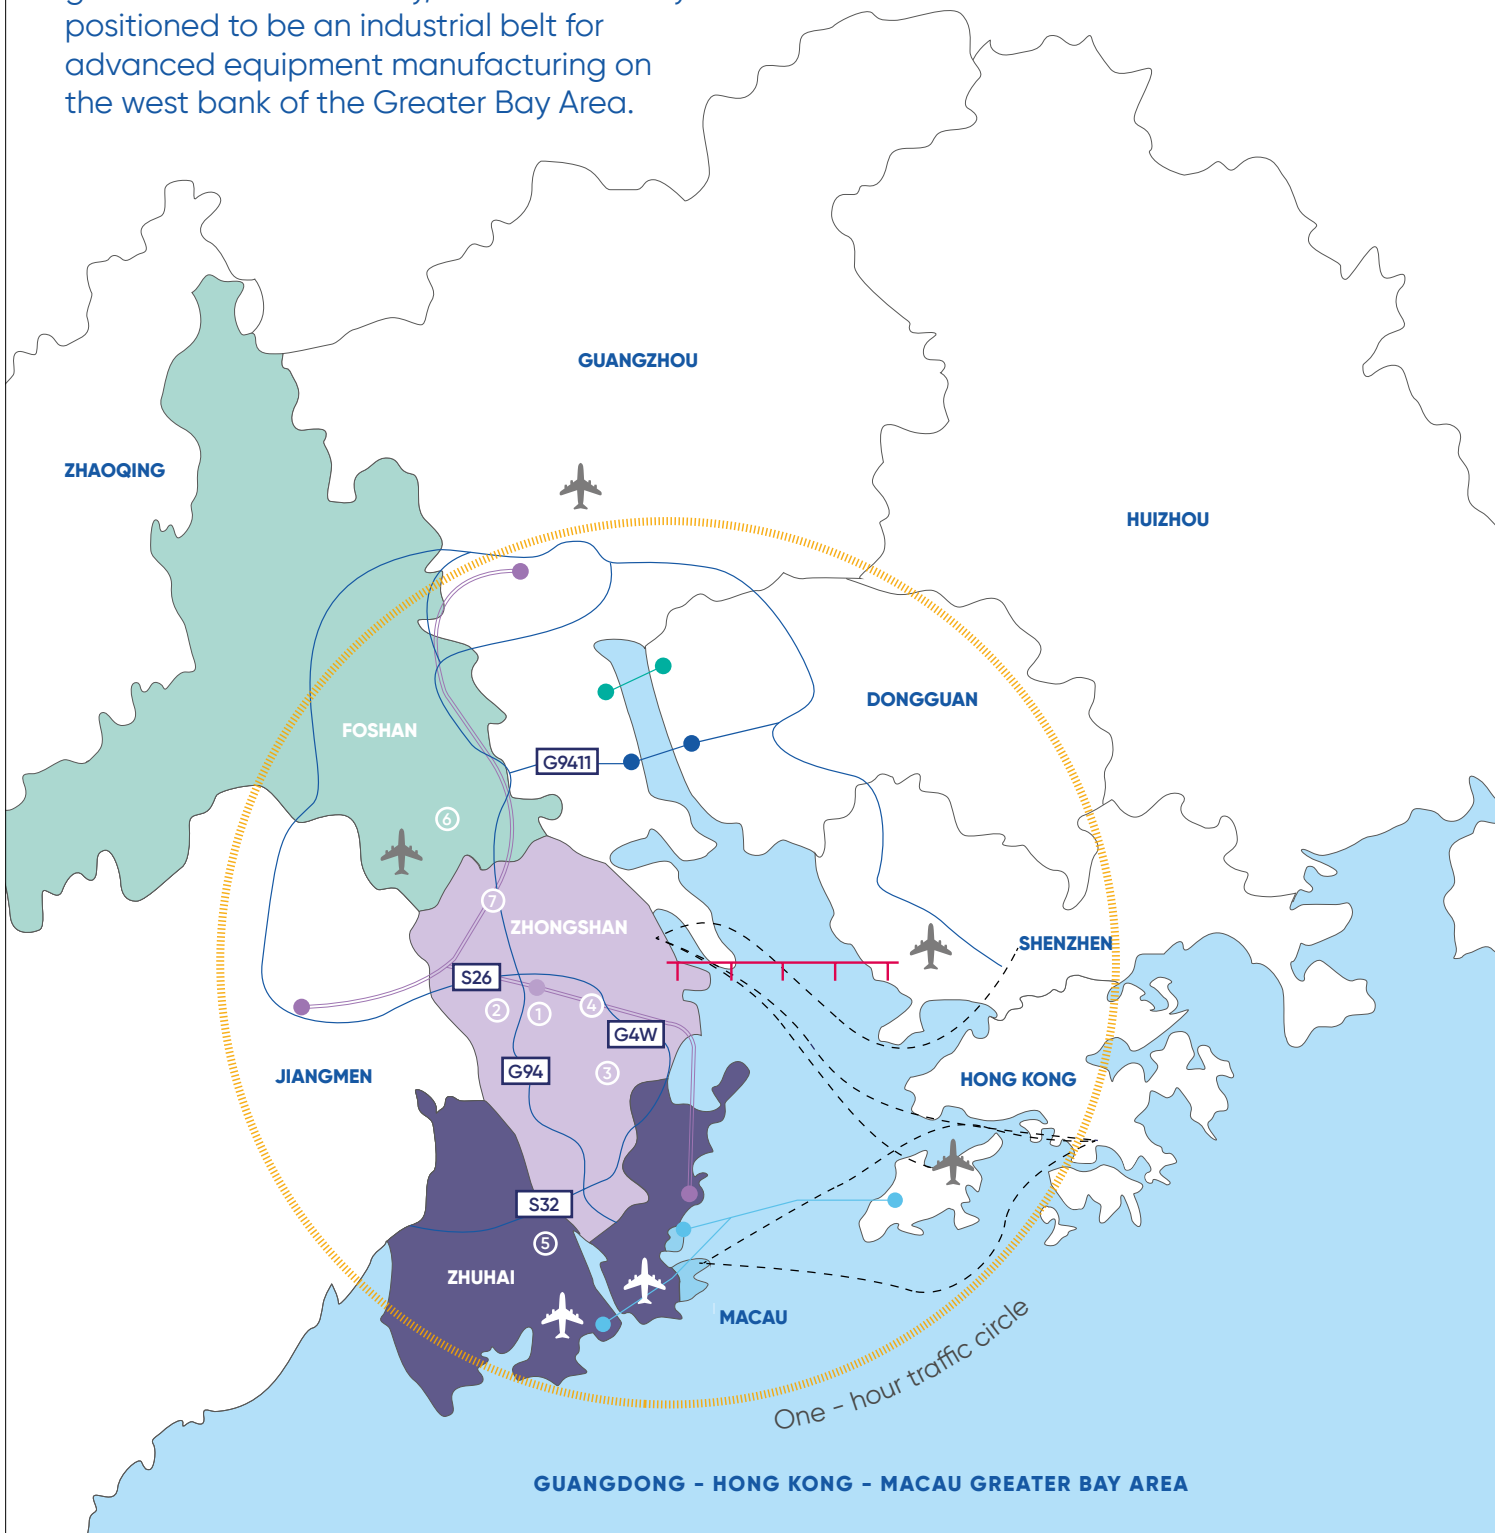 positioned to be an industrial belt for
advanced equipment manufacturing on
the west bank of the Greater Bay Area.
GUANGZHOU
ZHAOQING
HUIZHOU
DONGGUAN
FOSHAN
G9411
6
7
ZHONGSHAN
SHENZHEN
S26
2
1
4
G4W
G94
3
JIANGMEN
HONG KONG
S32
5
ZHUHAI
MACAU
One - hour traffic circle
GUANGDONG - HONG KONG - MACAU GREATER BAY AREA